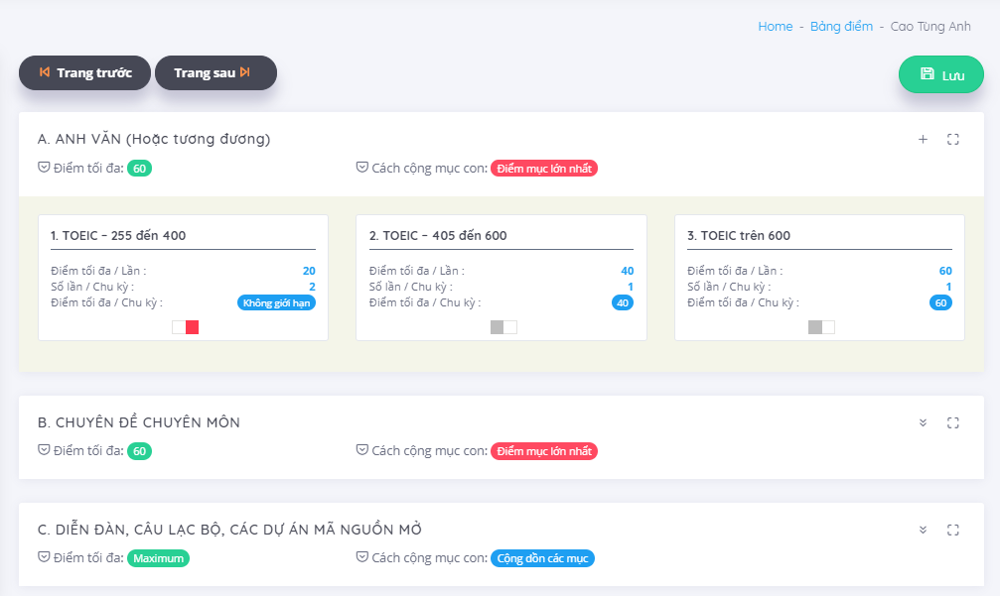 Home - Bảng điểm - Cao Tùng Anh
Trang trước
Trang sau
Lưu
A. ANH VĂN (Hoặc tương đương)
Điểm tối đa: 60
Cách cộng mục con: Điểm mục lớn nhất
1. TOEIC – 255 đến 400
Điểm tối đa / Lần : 20
Số lần / Chu kỳ : 2
Điểm tối đa / Chu kỳ : Không giới hạn
2. TOEIC – 405 đến 600
Điểm tối đa / Lần : 40
Số lần / Chu kỳ : 1
Điểm tối đa / Chu kỳ : 40
3. TOEIC trên 600
Điểm tối đa / Lần : 60
Số lần / Chu kỳ : 1
Điểm tối đa / Chu kỳ : 60
B. CHUYÊN ĐỀ CHUYÊN MÔN
Điểm tối đa: 60
Cách cộng mục con: Điểm mục lớn nhất
C. DIỄN ĐÀN, CÂU LẠC BỘ, CÁC DỰ ÁN MÃ NGUỒN MỞ
Điểm tối đa: Maximum
Cách cộng mục con: Cộng dồn các mục